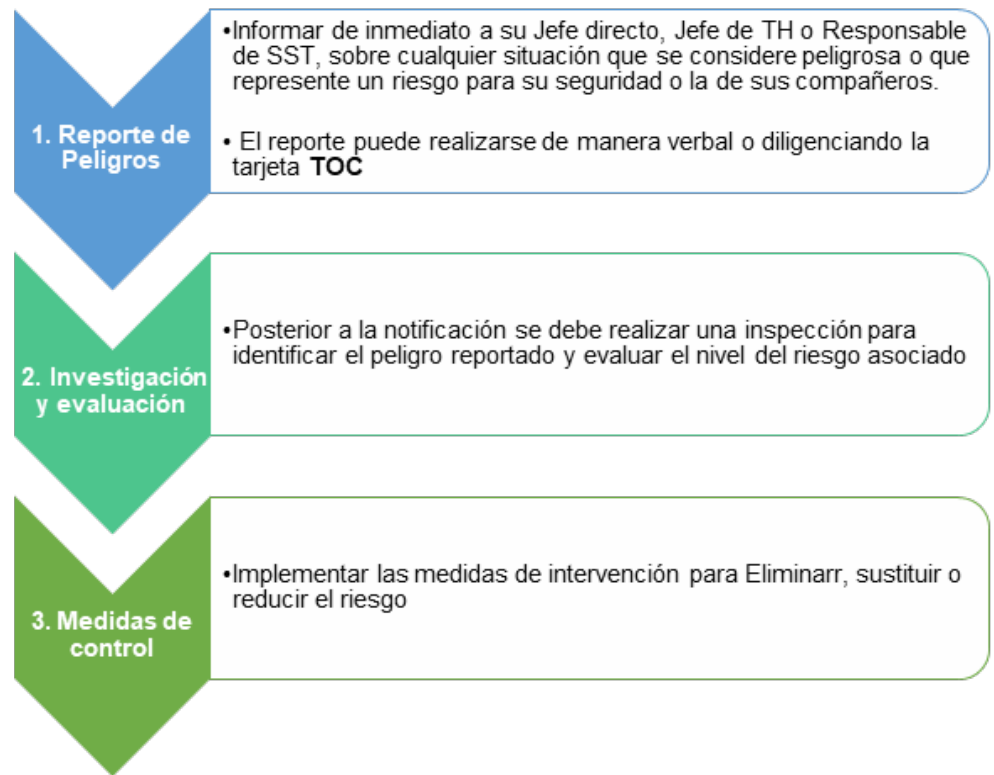 •Informar de inmediato a su Jefe directo, Jefe de TH o Responsable
de SST, sobre cualquier situación que se considere peligrosa o que
represente un riesgo para su seguridad o la de sus compañeros.
1. Reporte de
Peligros
• El reporte puede realizarse de manera verbal o diligenciando la
tarjeta TOC
2. Investigación
y evaluación
•Posterior a la notificación se debe realizar una inspección para
identificar el peligro reportado y evaluar el nivel del riesgo asociado
3. Medidas de
control
•Implementar las medidas de intervención para Eliminarr, sustituir o
reducir el riesgo